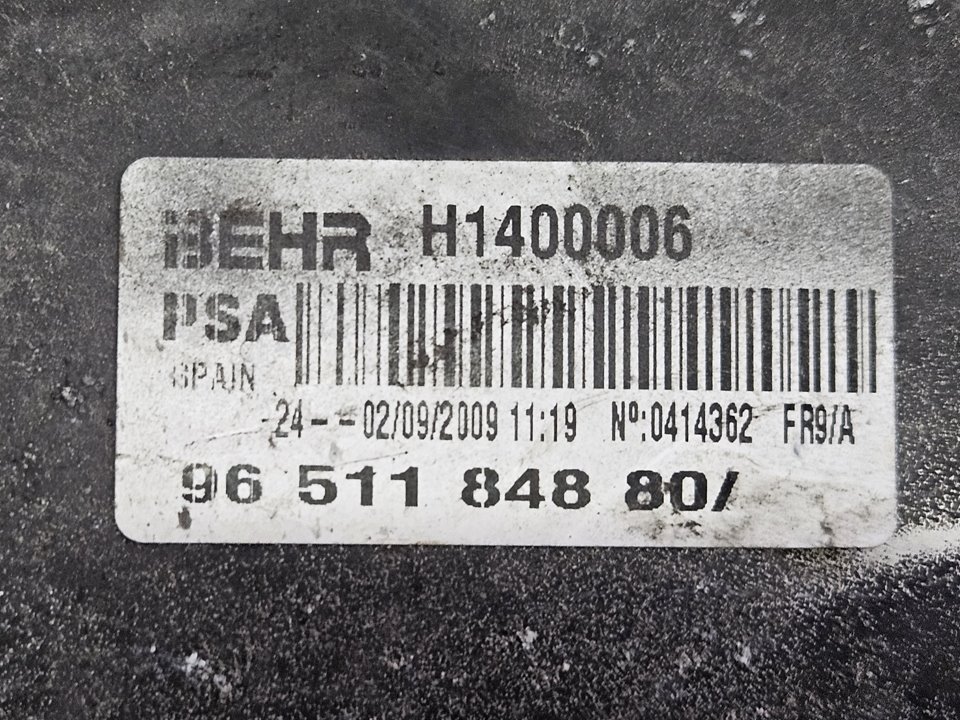 BEHR H1400006
PSA
SPAIN
-24-- 02/09/2009 11:19 Nº:0414362 FR9/A
96 511 848 80/